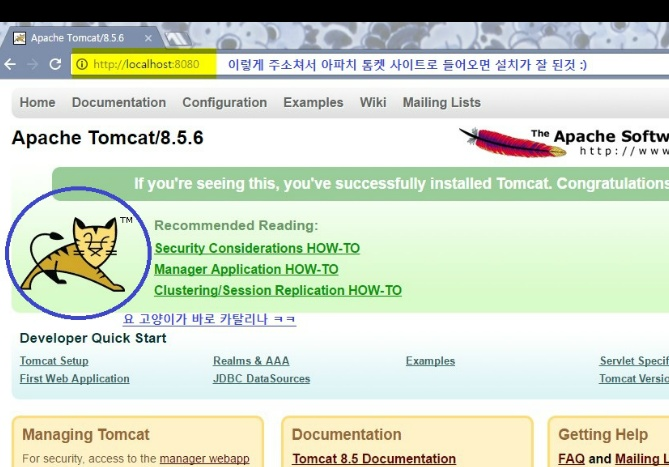 Apache Tomcat/8.5.6
http://localhost:8080 이렇게 주소쳐서 아파치 톰켓 사이트로 들어오면 설치가 잘 된것 :)
Home Documentation Configuration Examples Wiki Mailing Lists
Apache Tomcat/8.5.6
The Apache Softw
http://www
If you're seeing this, you've successfully installed Tomcat. Congratulations
TM
Recommended Reading:
Security Considerations HOW-TO
Manager Application HOW-TO
Clustering/Session Replication HOW-TO
요 고양이가 바로 카탈리나 ㅋㅋ
Developer Quick Start
Tomcat Setup Realms & AAA Examples Servlet Specif
First Web Application JDBC DataSources Tomcat Versio
Managing Tomcat Documentation Getting Help
For security, access to the manager webapp Tomcat 8.5 Documentation FAQ and Mailing L